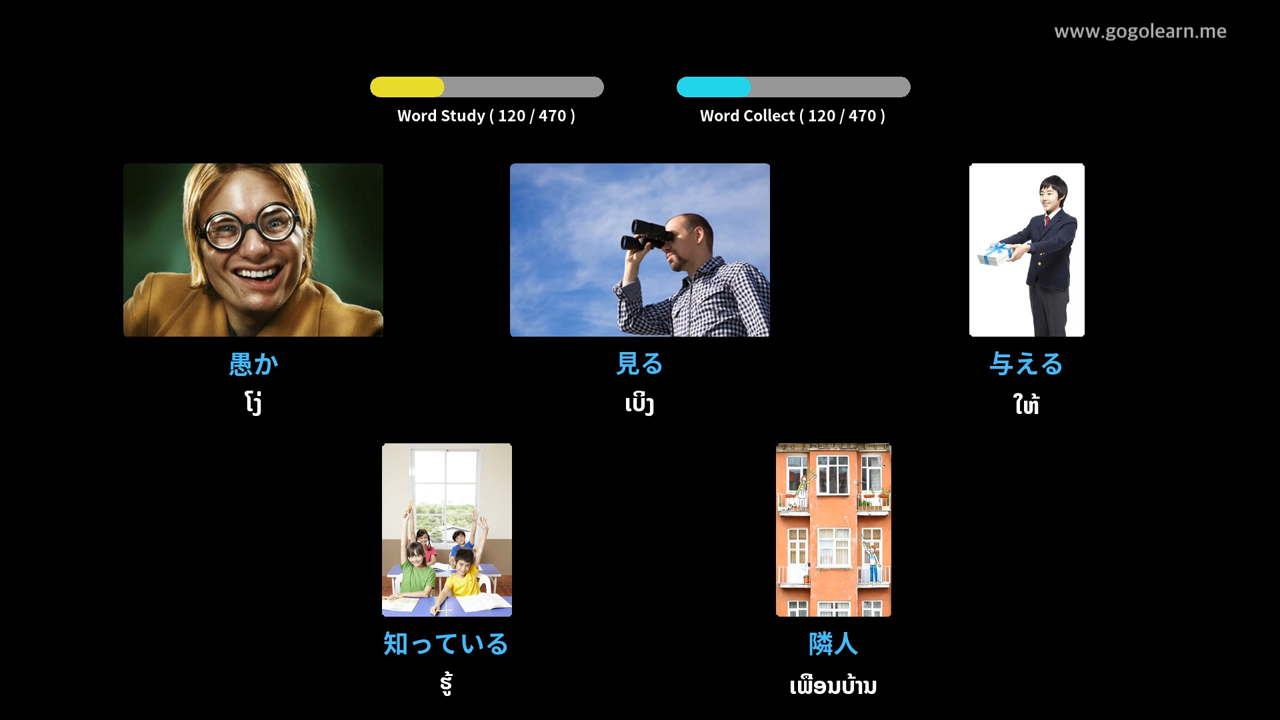 www.gogolearn.me
Word Study ( 120 / 470 )
Word Collect ( 120 / 470 )
愚か
見る
与える
ໂງ່
ເບິງ
ໃຫ້
知っている
隣人
ຮູ້
ເພືອນບ້ານ